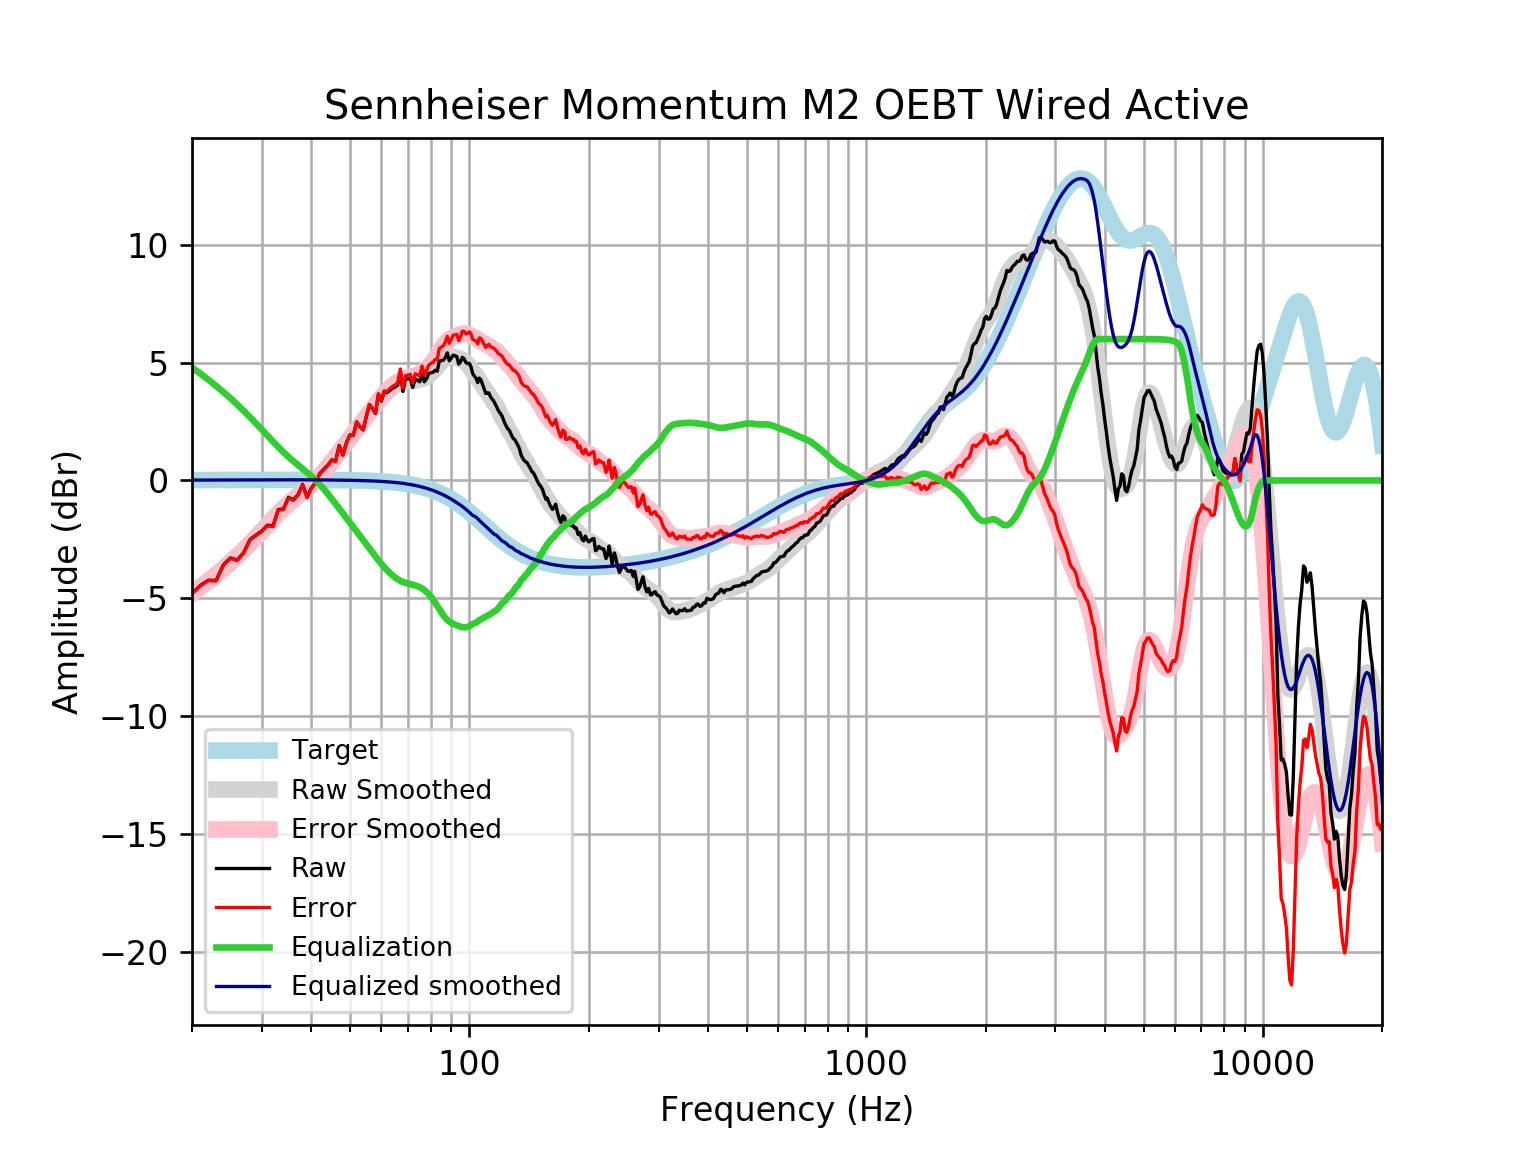 Sennheiser Momentum M2 OEBT Wired Active
Amplitude (dBr)
10
5
0
−5
−10
−15
−20
Target
Raw Smoothed
Error Smoothed
Raw
Error
Equalization
Equalized smoothed
100 1000 10000
Frequency (Hz)